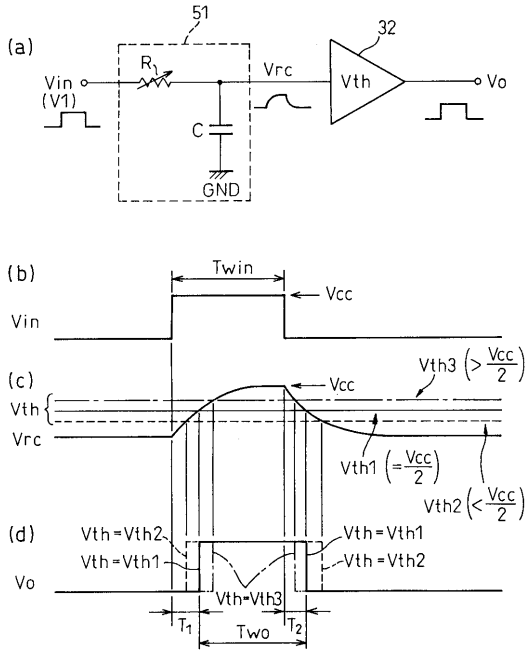 51
(a)
32
R
Vrc
Vin
(V1)
Vth
Vo
C
GND
(b)
Twin
Vcc
Vin
(c)
Vcc
Vth3 (>Vcc/2)
Vth
Vrc
Vth1 (=Vcc/2)
Vth2 (<Vcc/2)
(d)
Vth=Vth2
Vth=Vth1
Vth=Vth1
Vth=Vth2
Vo
Vth=Vth3
T1
T2
Two